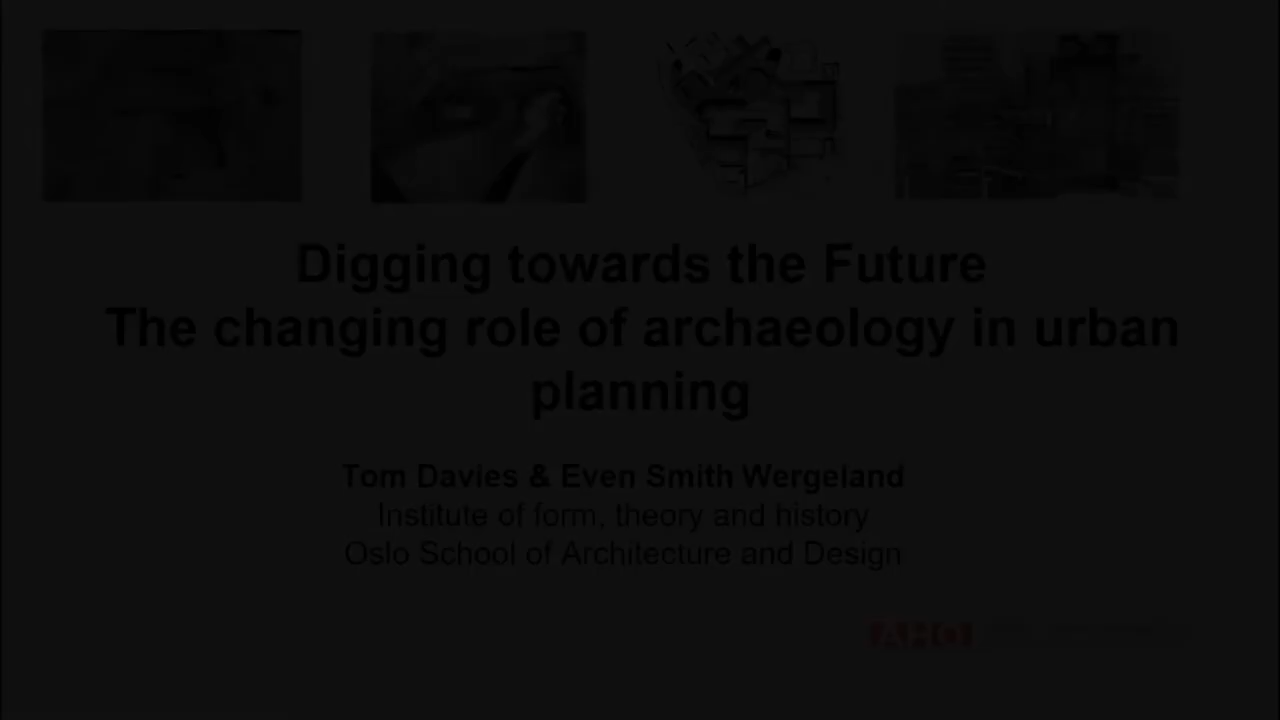 Digging towards the Future
The changing role of archaeology in urban
planning
Tom Davies & Even Smith Wergeland
Institute of form, theory and history
Oslo School of Architecture and Design
AHO